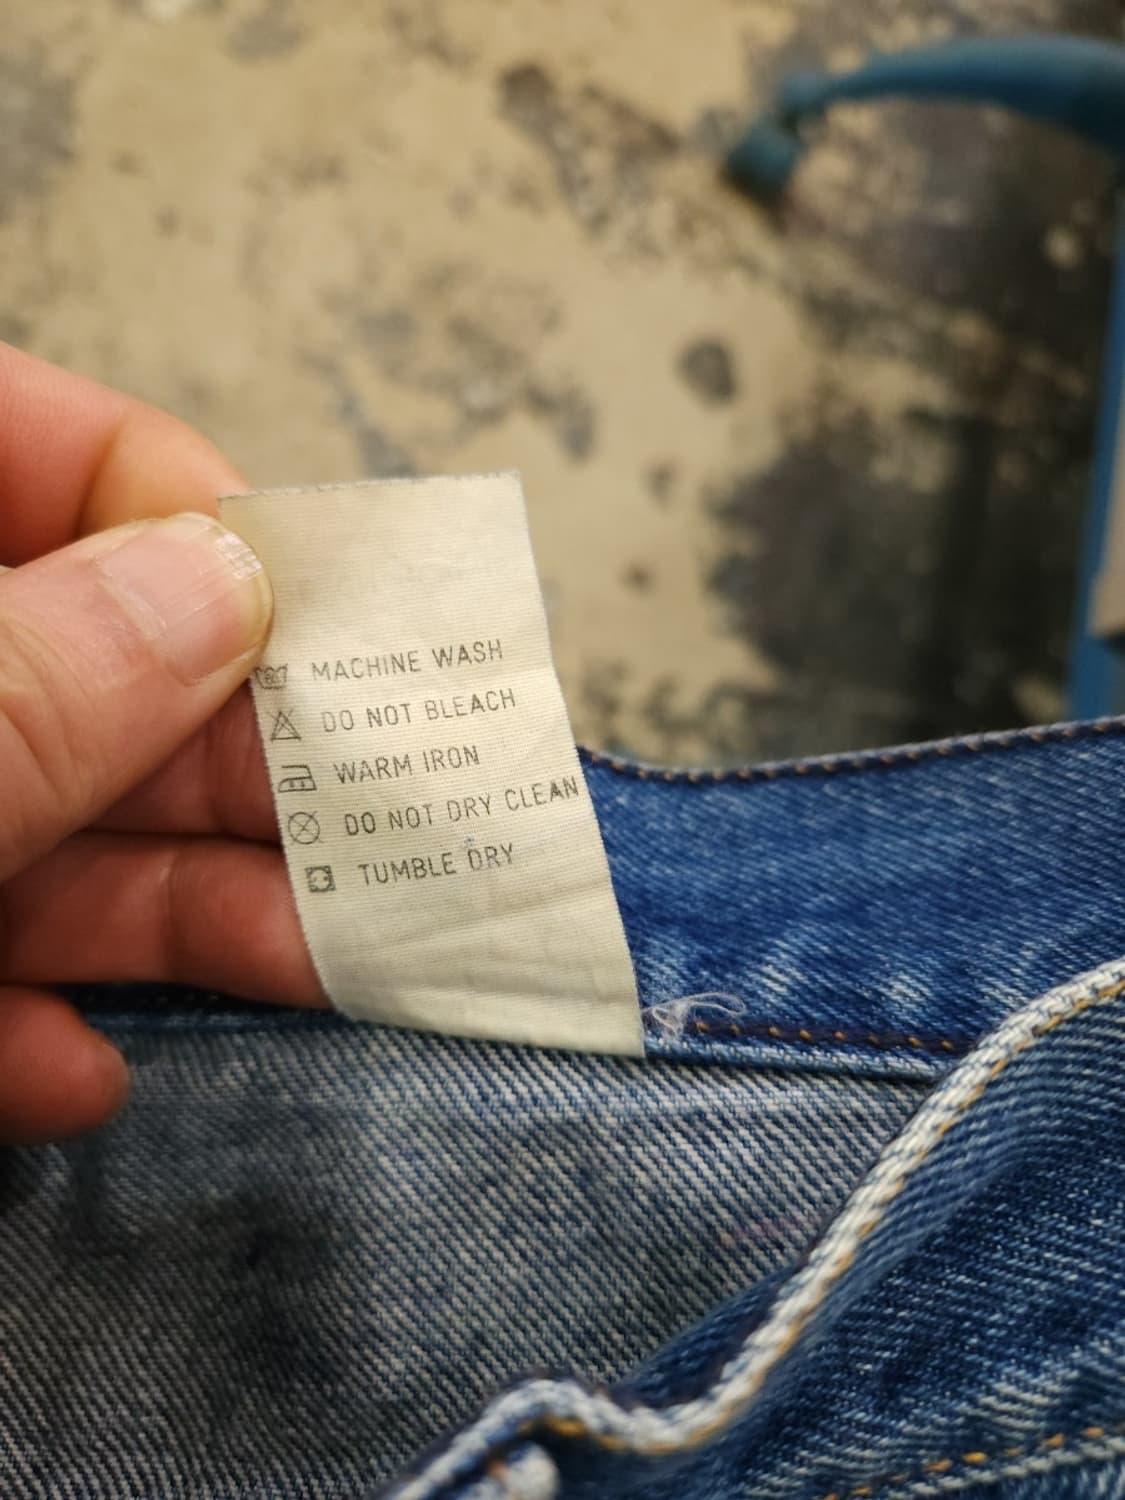 MACHINE WASH
DO NOT BLEACH
WARM IRON
DO NOT DRY CLEAN
TUMBLE DRY